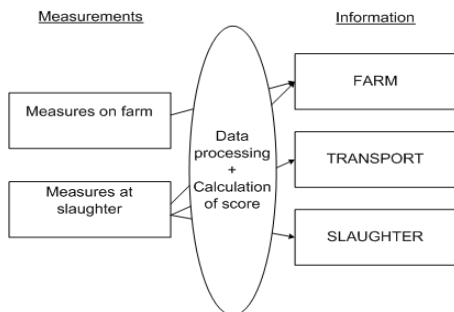 Measurements
Information
Measures on farm
Measures at
slaughter
Data
processing
+
Calculation
of score
FARM
TRANSPORT
SLAUGHTER